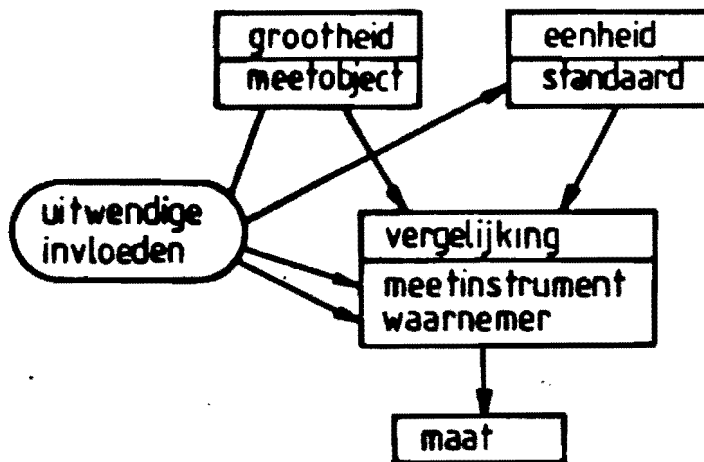 grootheid
meetobject
eenheid
standaard
uitwendige
invloeden
vergelijking
meetinstrument
waarnemer
maat